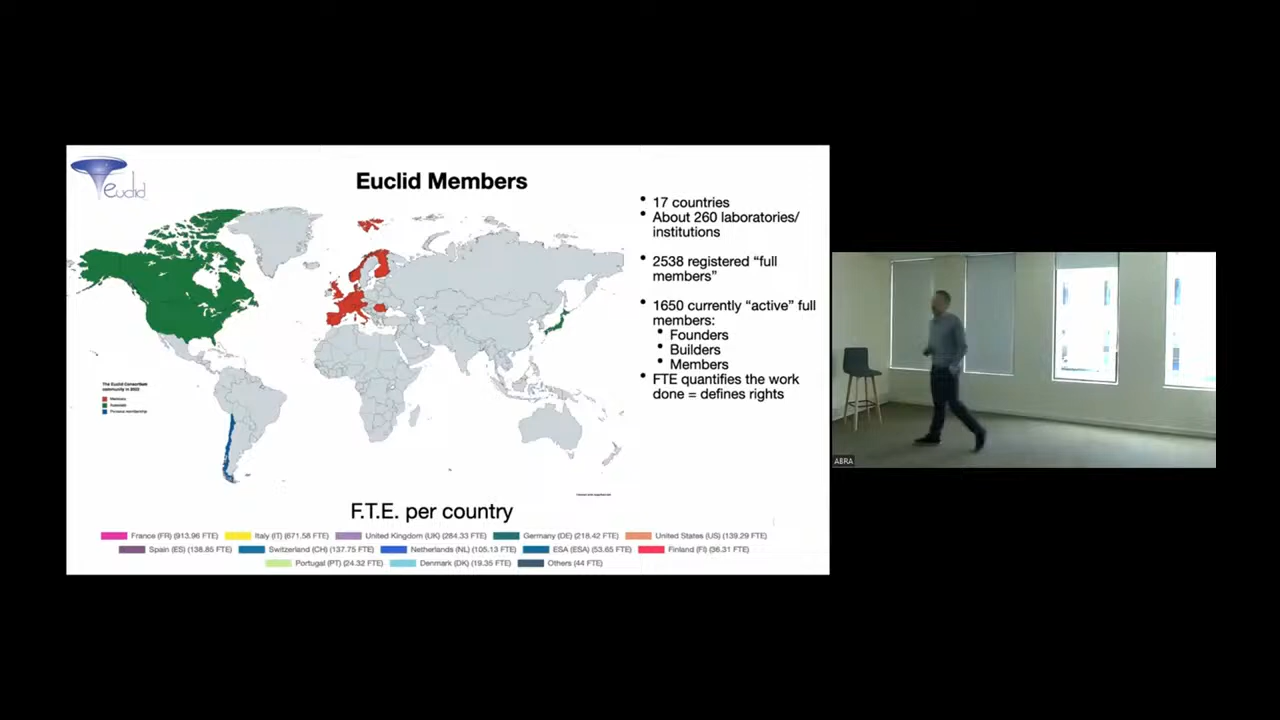 euclid
Euclid Members
17 countries
About 260 laboratories/
institutions
2538 registered “full
members”
1650 currently “active” full
members:
Founders
Builders
Members
FTE quantifies the work
done = defines rights
The Euclid Consortium
community in 2022
Members
F.T.E. per country
France (FR) (913.96 FTE) Italy (IT) (671.58 FTE) United Kingdom (UK) (284.33 FTE) Germany (DE) (218.42 FTE) United States (US) (139.29 FTE)
Spain (ES) (138.85 FTE) Switzerland (CH) (137.75 FTE) Netherlands (NL) (105.13 FTE) ESA (ESA) (53.65 FTE) Finland (FI) (36.31 FTE)
Portugal (PT) (24.32 FTE) Denmark (DK) (19.35 FTE) Others (44 FTE)
ABRA